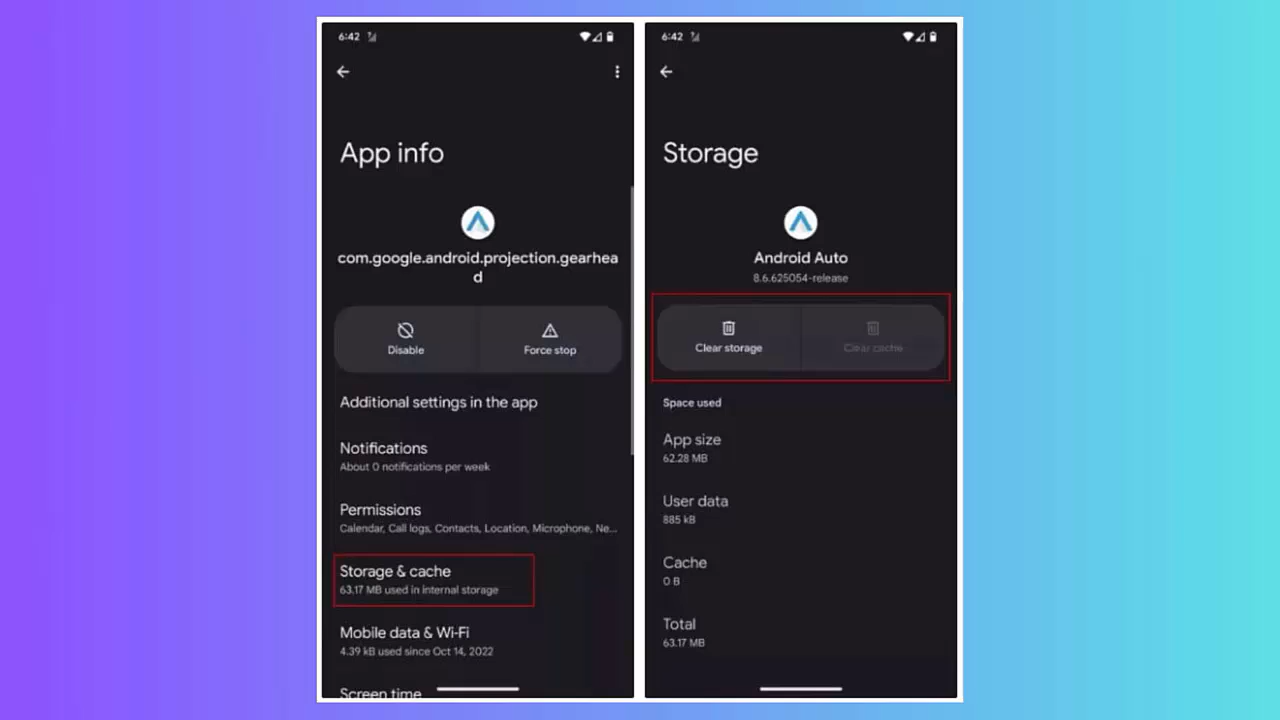 6:42
App info
com.google.android.projection.gearhea
d
Disable
Force stop
Additional settings in the app
Notifications
About 0 notifications per week
Permissions
Calendar, Call logs, Contacts, Location, Microphone, Ne...
Storage & cache
63.17 MB used in internal storage
Mobile data & Wi-Fi
4.39 kB used since Oct 14, 2022
Screen time
6:42
Storage
Android Auto
8.6.625054-release
Clear storage
Clear cache
Space used
App size
62.28 MB
User data
885 kB
Cache
0 B
Total
63.17 MB